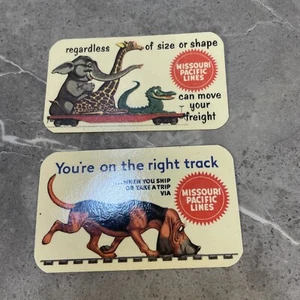 regardless of size or shape
MISSOURI
PACIFIC
LINES
can move
your
freight
You're on the right track
WHEN YOU SHIP
OR TAKE A TRIP
VIA
MISSOURI
PACIFIC
LINES